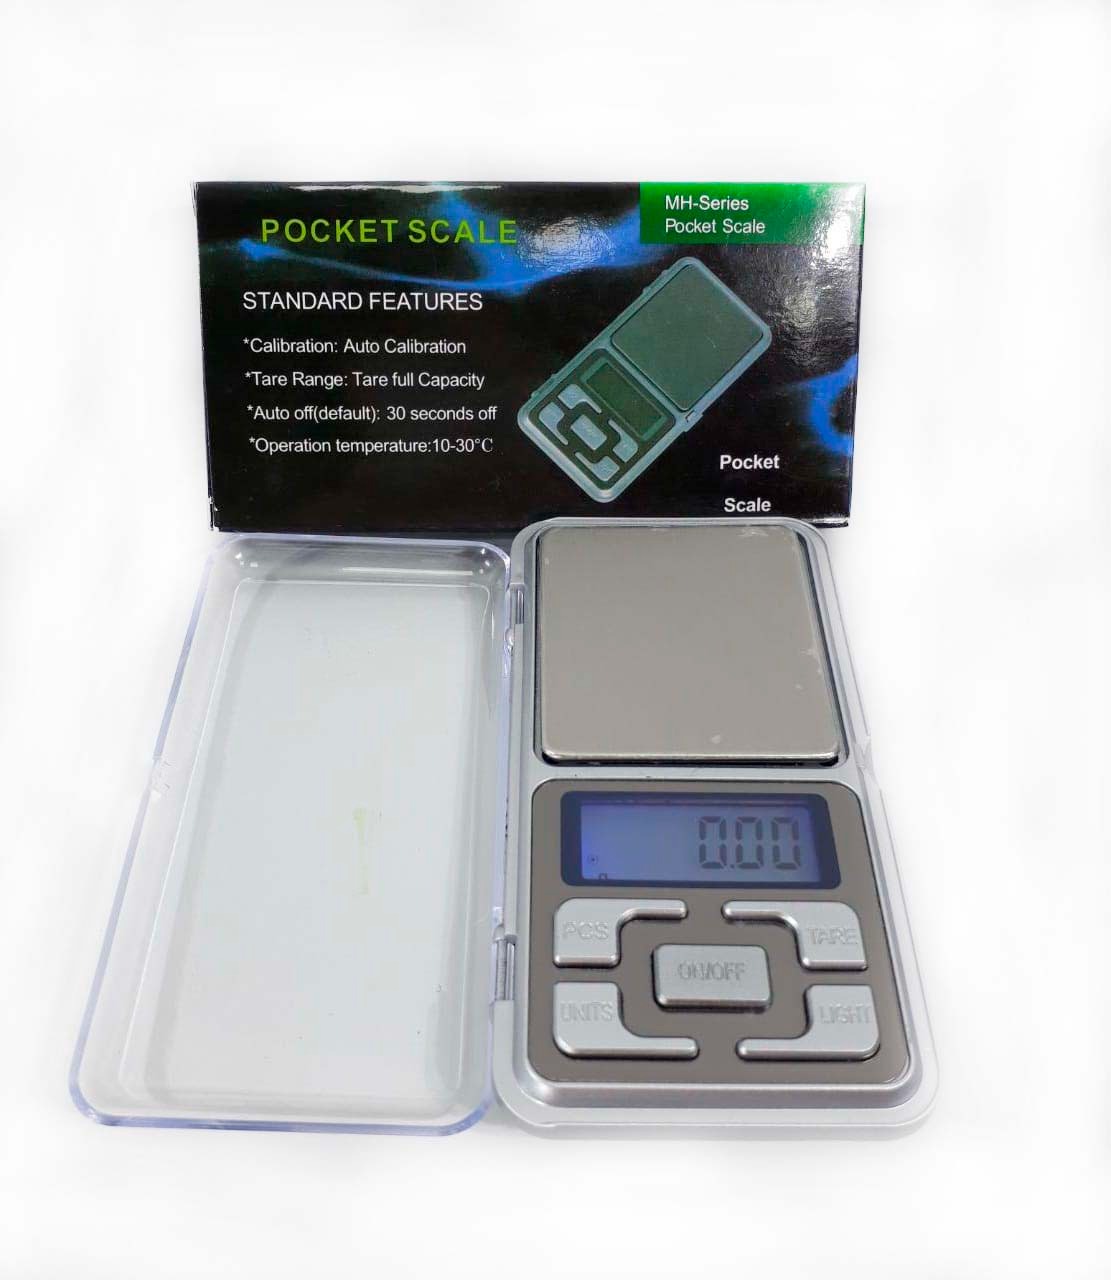 POCKET SCALE
MH-Series
Pocket Scale
STANDARD FEATURES
*Calibration: Auto Calibration
*Tare Range: Tare full Capacity
*Auto off(default): 30 seconds off
*Operation temperature:10-30°C
Pocket
Scale
0.00
PCS
TARE
ON/OFF
UNITS
LIGHT